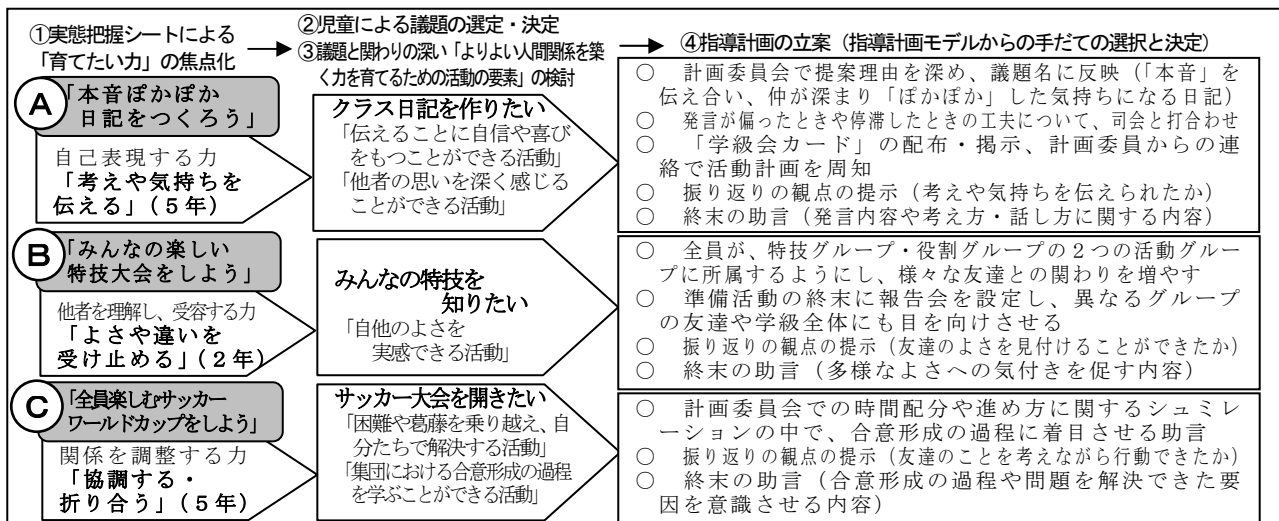 ①実態把握シートによる
「育てたい力」の焦点化
②児童による議題の選定・決定
③議題と関わりの深い「よりよい人間関係を築
く力を育てるための活動の要素」の検討
④指導計画の立案（指導計画モデルからの手だての選択と決定）
A
「本音ぽかぽか
日記をつくろう」
自己表現する力
「考えや気持ちを
伝える」（５年）
クラス日記を作りたい
「伝えることに自信や喜び
をもつことができる活動」
「他者の思いを深く感じる
ことができる活動」
○　計画委員会で提案理由を深め、議題名に反映（「本音」を
伝え合い、仲が深まり「ぽかぽか」した気持ちになる日記）
○　発言が偏ったときや停滞したときの工夫について、司会と打合わせ
○　「学級会カード」の配布・掲示、計画委員からの連
絡で活動計画を周知
○　振り返りの観点の提示（考えや気持ちを伝えられたか）
○　終末の助言（発言内容や考え方・話し方に関する内容）
B
「みんなの楽しい
特技大会をしよう」
他者を理解し、受容する力
「よさや違いを
受け止める」（２年）
みんなの特技を
知りたい
「自他のよさを
実感できる活動」
○　全員が、特技グループ・役割グループの２つの活動グルー
プに所属するようにし、様々な友達との関わりを増やす
○　準備活動の終末に報告会を設定し、異なるグループ
の友達や学級全体にも目を向けさせる
○　振り返りの観点の提示（友達のよさを見付けることができたか）
○　終末の助言（多様なよさへの気付きを促す内容）
C
「全員楽しむサッカー
ワールドカップをしよう」
関係を調整する力
「協調する・
折り合う」（５年）
サッカー大会を開きたい
「困難や葛藤を乗り越え、自
分たちで解決する活動」
「集団における合意形成の過程
を学ぶことができる活動」
○　計画委員会での時間配分や進め方に関するシュミレ
ーションの中で、合意形成の過程に着目させる助言
○　振り返りの観点の提示（友達のことを考えながら行動できたか）
○　終末の助言（合意形成の過程や問題を解決できた要
因を意識させる内容）